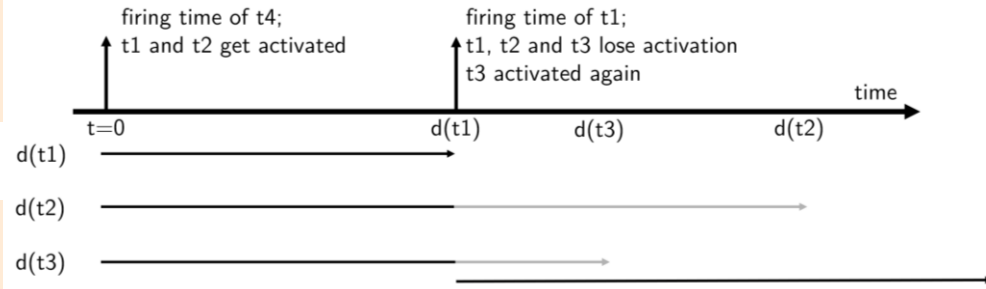 firing time of t4;
t1 and t2 get activated
firing time of t1;
t1, t2 and t3 lose activation
t3 activated again
time
t=0
d(t1)
d(t3)
d(t2)
d(t1)
d(t2)
d(t3)